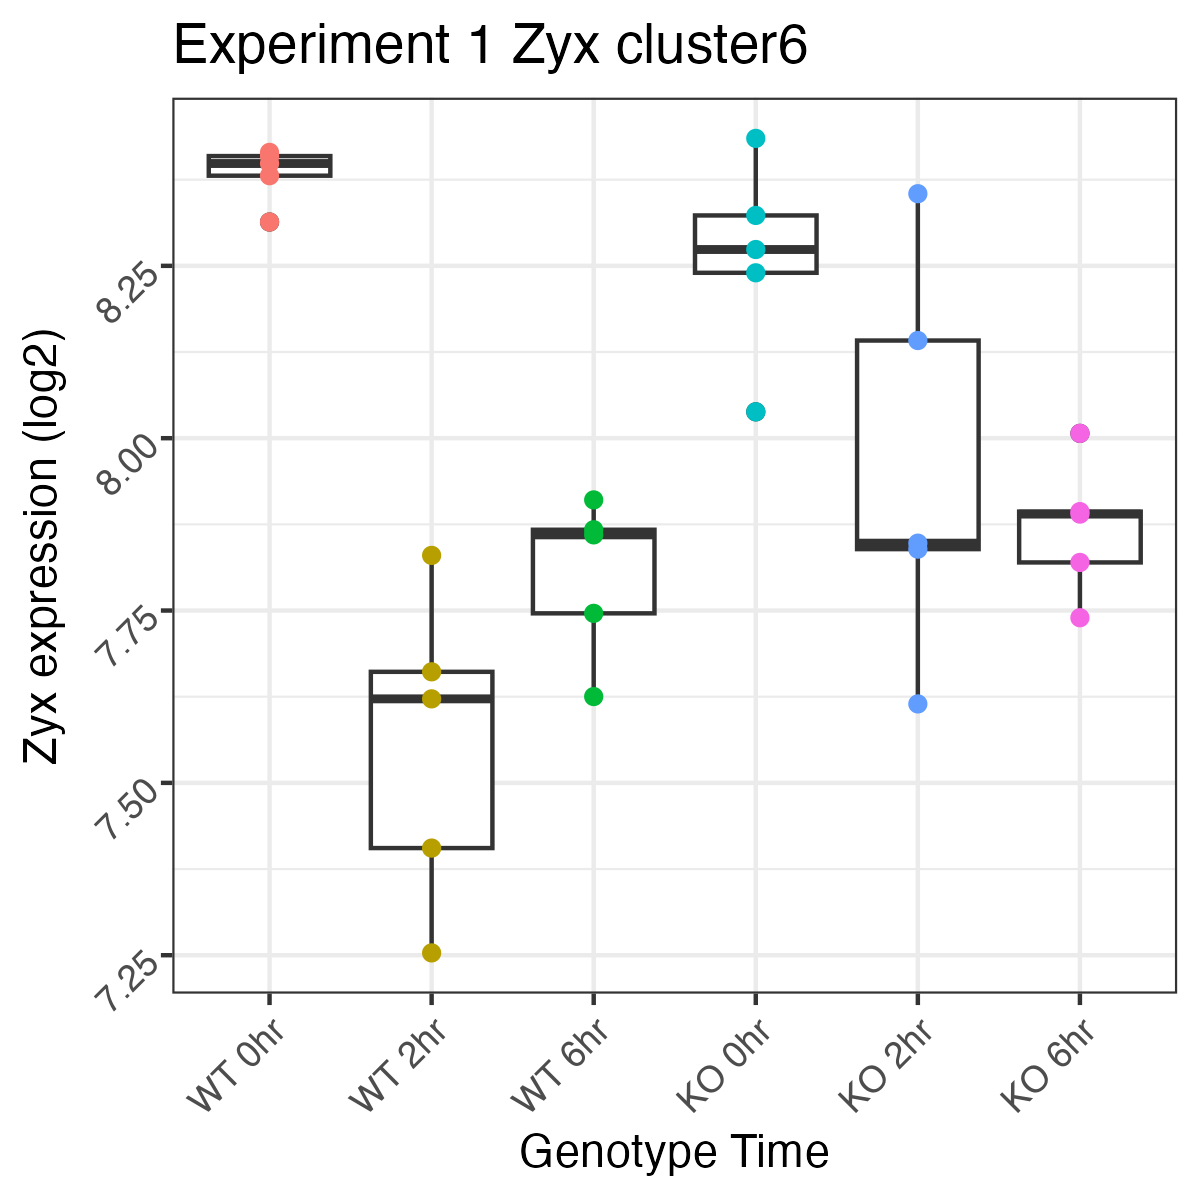 Experiment 1 Zyx cluster6
Zyx expression (log2)
8.25
8.00
7.75
7.50
7.25
WT 0hr
WT 2hr
WT 6hr
KO 0hr
KO 2hr
KO 6hr
Genotype Time